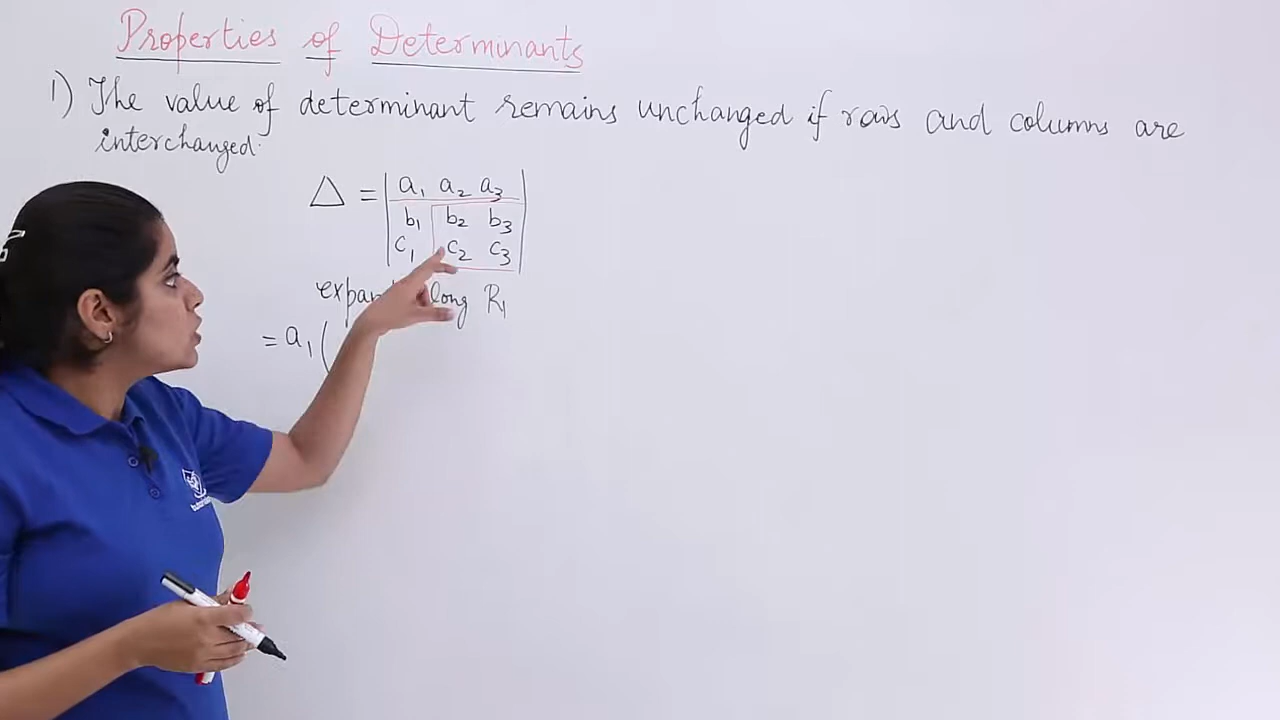 Properties of Determinants
1) The value of determinant remains unchanged if rows and columns are
interchanged.
△ = | a₁ a₂ a₃ |
| b₁ b₂ b₃ |
| c₁ c₂ c₃ |
along R₁
= a₁ (